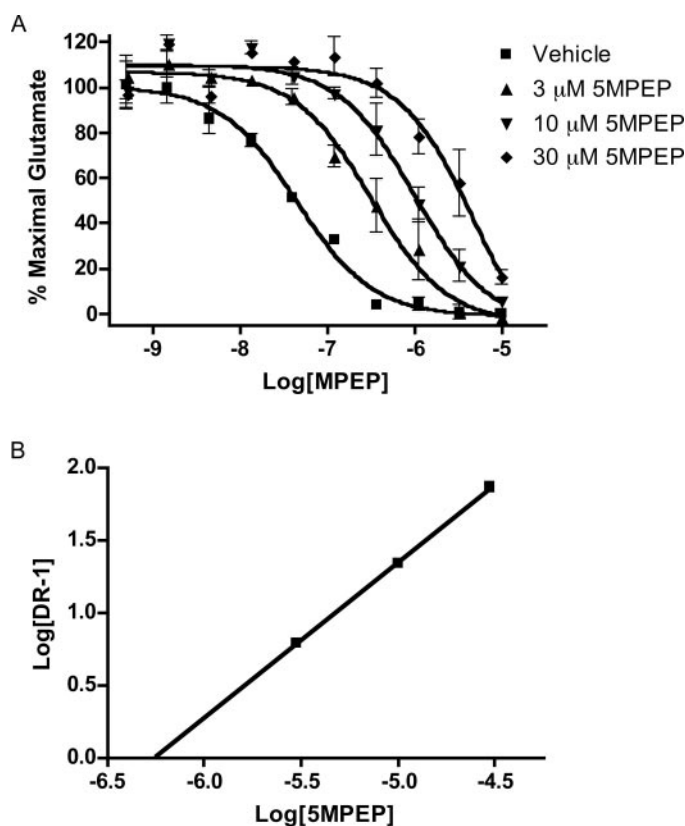 A
% Maximal Glutamate
120
100
80
60
40
20
0
-9
-8
-7
-6
-5
Log[MPEP]
Vehicle
3 μM 5MPEP
10 μM 5MPEP
30 μM 5MPEP
B
Log[DR-1]
2.0
1.5
1.0
0.5
0.0
-6.5
-6.0
-5.5
-5.0
-4.5
Log[5MPEP]